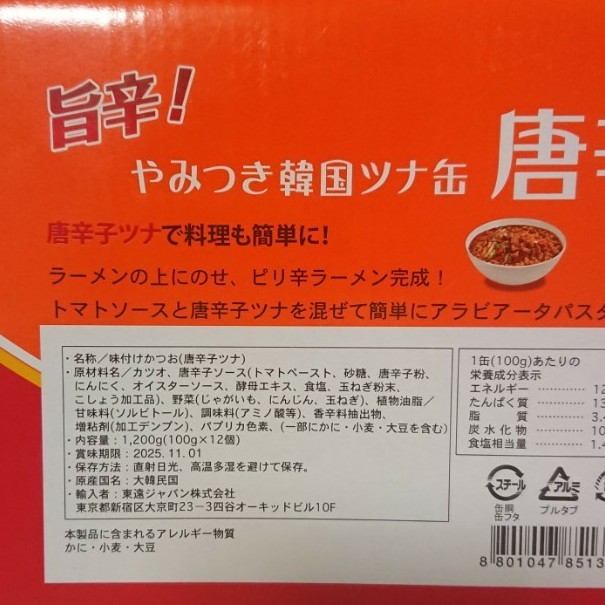 旨辛!
やみつき韓国ツナ缶 唐
唐辛子ツナで料理も簡単に!
ラーメンの上にのせ、ピリ辛ラーメン完成!
トマトソースと唐辛子ツナを混ぜて簡単にアラビアータパスタ
・名称/味付けかつお(唐辛子ツナ)
・原材料名/カツオ、唐辛子ソース(トマトペースト、砂糖、唐辛子粉、
にんにく、オイスターソース、酵母エキス、食塩、玉ねぎ粉末、
こしょう加工品)、野菜(じゃがいも、にんじん、玉ねぎ)、植物油脂/
甘味料(ソルビトール)、調味料(アミノ酸等)、香辛料抽出物、
増粘剤(加工デンプン)、パプリカ色素、(一部にかに・小麦・大豆を含む)
・内容量:1,200g(100g×12個)
・賞味期限:2025.11.01
・保存方法:直射日光、高温多湿を避けて保存。
・原産国名:大韓民国
・輸入者:東遠ジャパン株式会社
東京都新宿区大京町23-3四谷オーキッドビル10F
本製品に含まれるアレルギー物質
かに・小麦・大豆
1缶(100g)あたりの
栄養成分表示
エネルギー
たんぱく質
脂質
炭水化物
食塩相当量
スチール
缶胴
缶フタ
アルミ
プルタブ
8 801047 8513